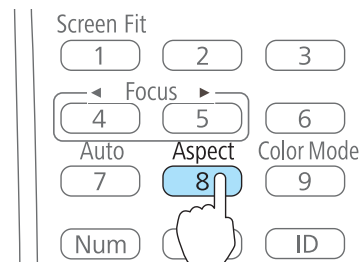 Screen Fit
1 2 3
◄ Focus ►
4 5 6
Auto Aspect Color Mode
7 8 9
Num ID